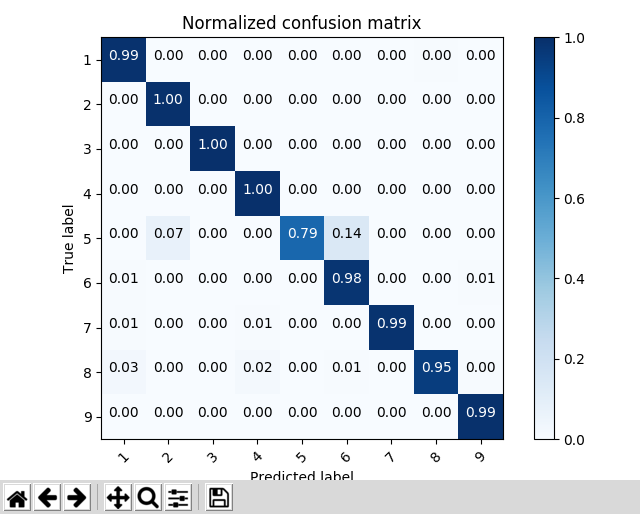 Normalized confusion matrix
1 0.99 0.00 0.00 0.00 0.00 0.00 0.00 0.00 0.00
2 0.00 1.00 0.00 0.00 0.00 0.00 0.00 0.00 0.00
3 0.00 0.00 1.00 0.00 0.00 0.00 0.00 0.00 0.00
4 0.00 0.00 0.00 1.00 0.00 0.00 0.00 0.00 0.00
5 0.00 0.07 0.00 0.00 0.79 0.14 0.00 0.00 0.00
6 0.01 0.00 0.00 0.00 0.00 0.98 0.00 0.00 0.01
7 0.01 0.00 0.00 0.01 0.00 0.00 0.99 0.00 0.00
8 0.03 0.00 0.00 0.02 0.00 0.01 0.00 0.95 0.00
9 0.00 0.00 0.00 0.00 0.00 0.00 0.00 0.00 0.99
1 2 3 4 5 6 7 8 9
True label
Predicted label
1.0
0.8
0.6
0.4
0.2
0.0